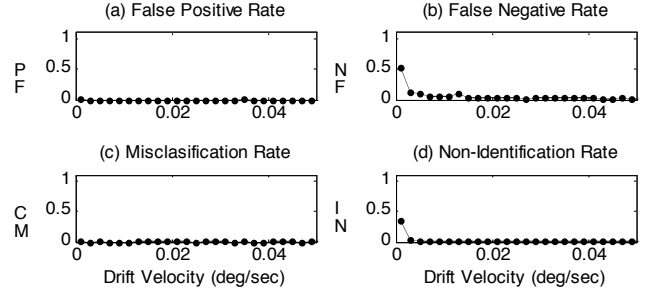 (a) False Positive Rate
1
0.5
0
0
0.02
0.04
P
F
(b) False Negative Rate
1
0.5
0
0
0.02
0.04
N
F
(c) Misclasification Rate
1
0.5
0
0
0.02
0.04
C
M
Drift Velocity (deg/sec)
(d) Non-Identification Rate
1
0.5
0
0
0.02
0.04
I
N
Drift Velocity (deg/sec)